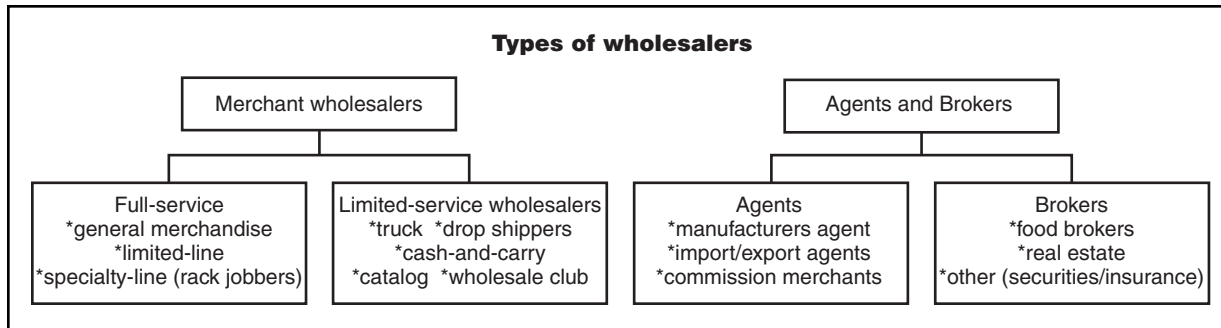 Types of wholesalers
Merchant wholesalers
Agents and Brokers
Full-service
*general merchandise
*limited-line
*specialty-line (rack jobbers)
Limited-service wholesalers
*truck *drop shippers
*cash-and-carry
*catalog *wholesale club
Agents
*manufacturers agent
*import/export agents
*commission merchants
Brokers
*food brokers
*real estate
*other (securities/insurance)